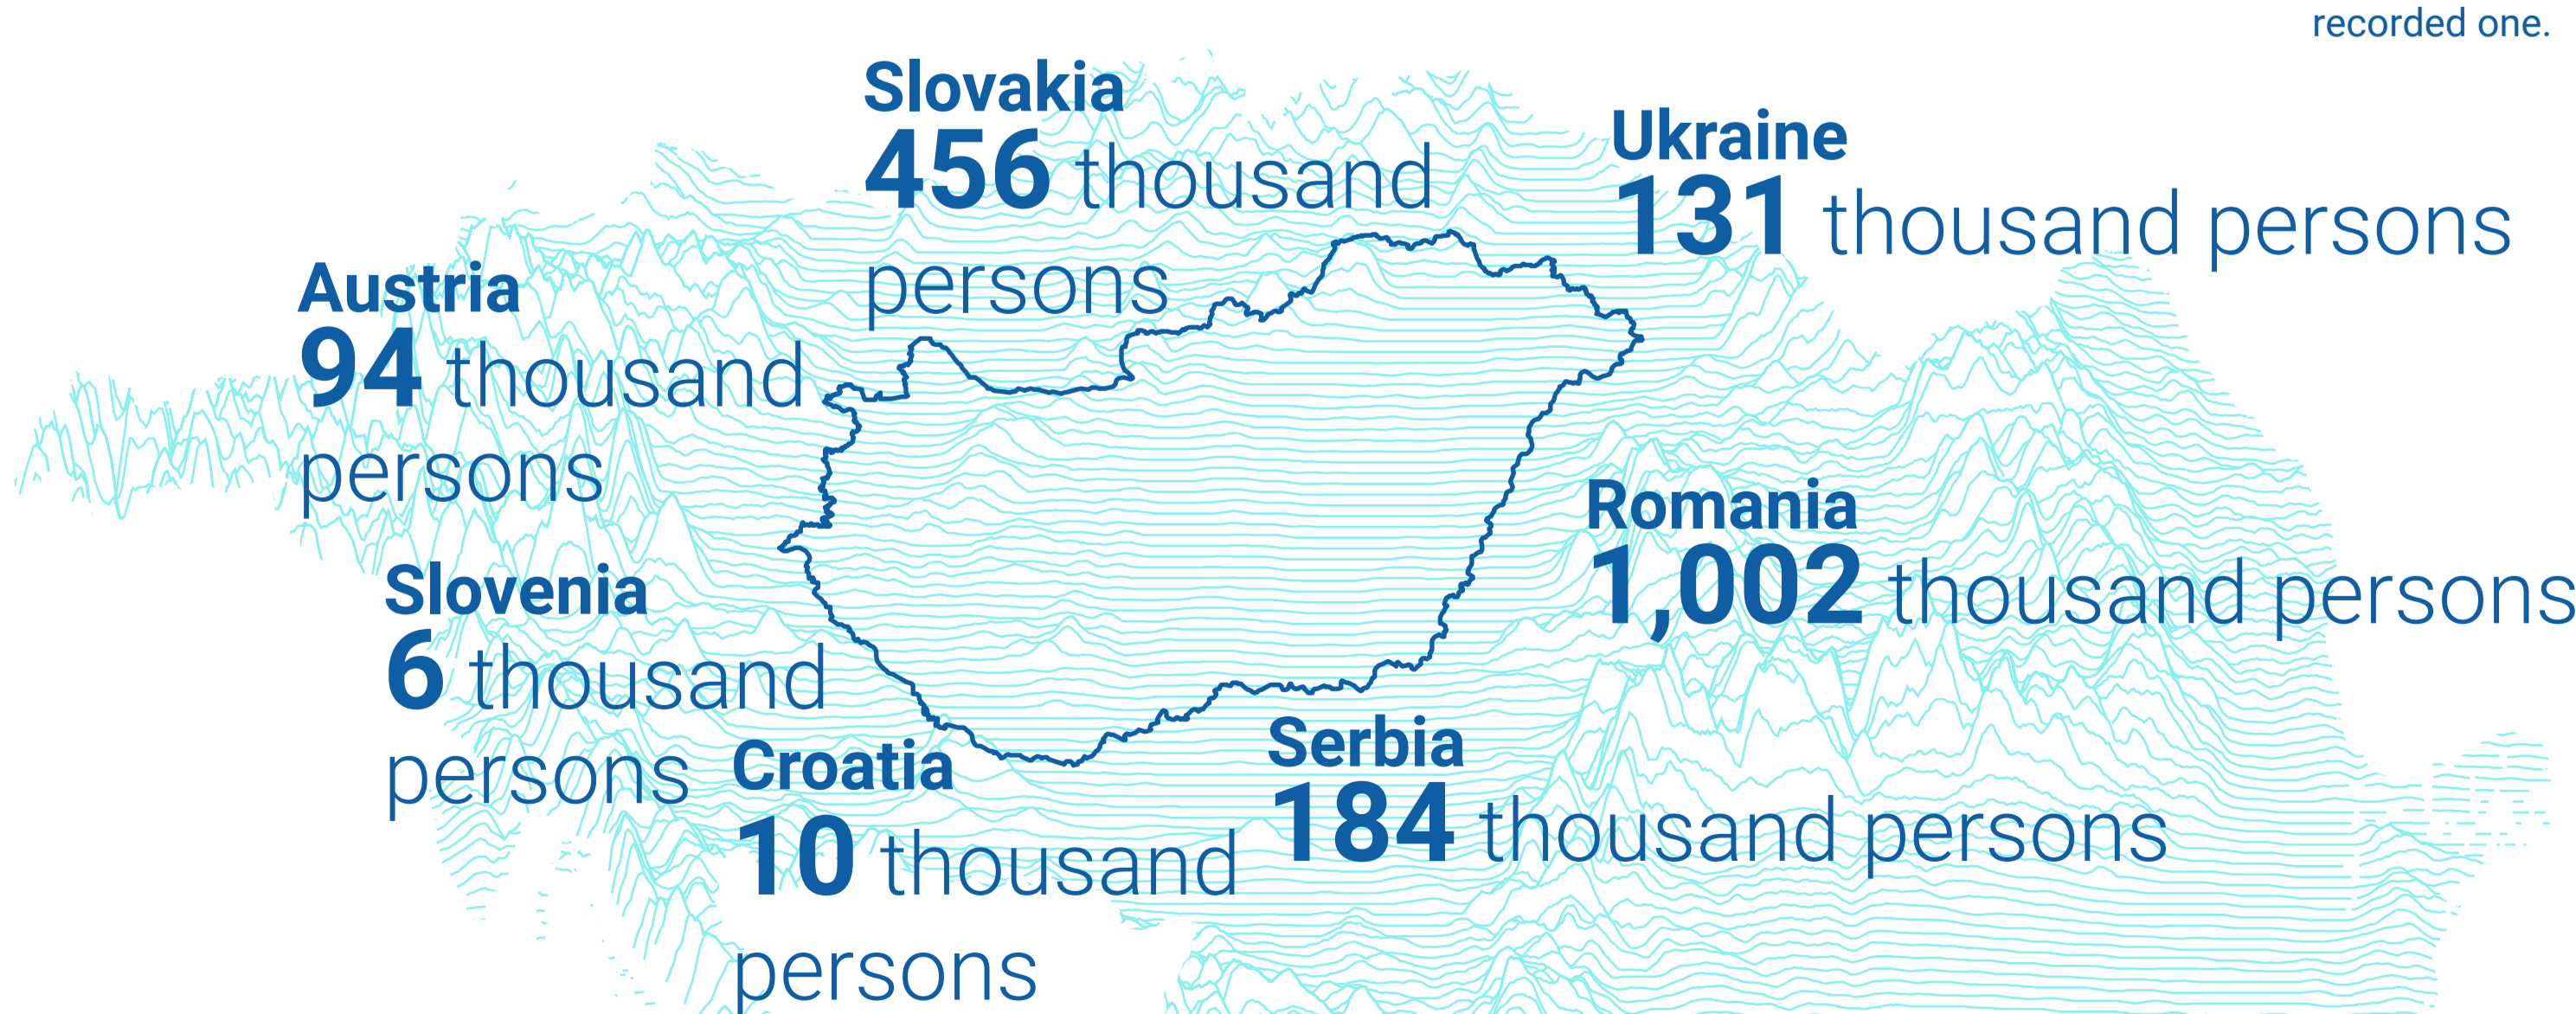 recorded one.
Slovakia
456 thousand
persons
Ukraine
131 thousand persons
Austria
94 thousand
persons
Romania
1,002 thousand persons
Slovenia
6 thousand
persons
Croatia
10 thousand
persons
Serbia
184 thousand persons